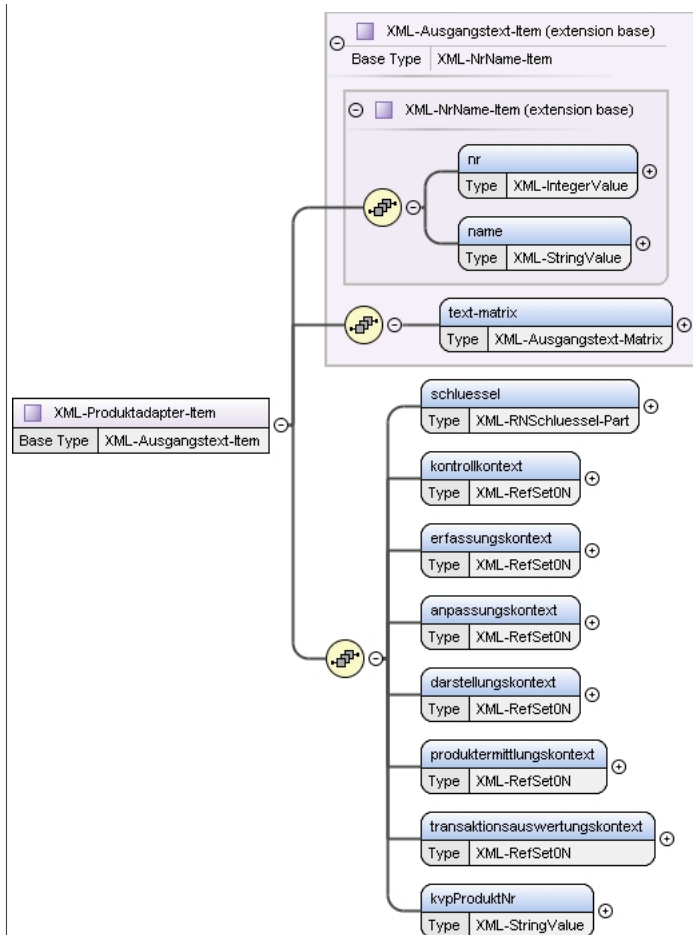 XML-Ausgangstext-Item (extension base)
Base Type XML-NrName-Item
XML-NrName-Item (extension base)
nr
Type XML-IntegerValue
name
Type XML-StringValue
text-matrix
Type XML-Ausgangstext-Matrix
XML-Produktadapter-Item
Base Type XML-Ausgangstext-Item
schluessel
Type XML-RNSchluessel-Part
kontrollkontext
Type XML-RefSet0N
erfassungskontext
Type XML-RefSet0N
anpassungskontext
Type XML-RefSet0N
darstellungskontext
Type XML-RefSet0N
produktermittlungskontext
Type XML-RefSet0N
transaktionsauswertungskontext
Type XML-RefSet0N
kvpProduktNr
Type XML-StringValue